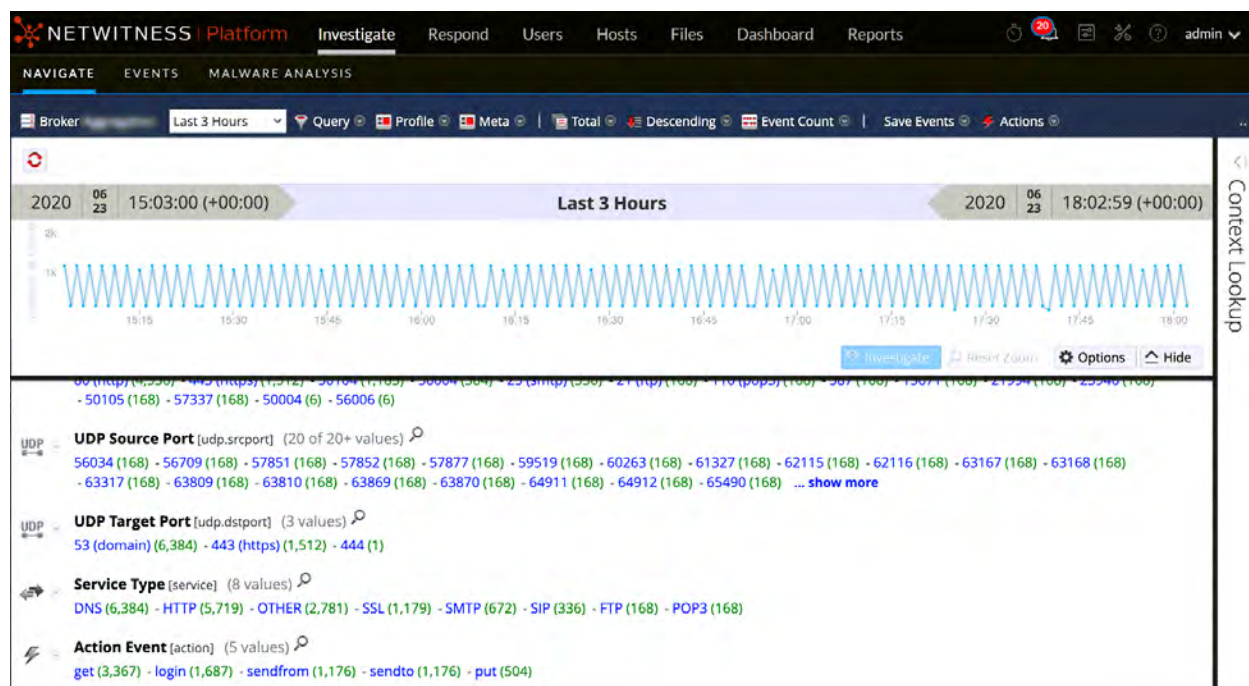 NETWITNESS | Platform Investigate Respond Users Hosts Files Dashboard Reports 20 admin
NAVIGATE EVENTS MALWARE ANALYSIS
Broker Last 3 Hours Query Profile Meta | Total Descending Event Count | Save Events Actions ..
2020 06 23 15:03:00 (+00:00) Last 3 Hours 2020 06 23 18:02:59 (+00:00)
Context Lookup
2k
1k
15:15 15:30 15:45 16:00 16:15 16:30 16:45 17:00 17:15 17:30 17:45 18:00
Investigate Reset Zoom Options Hide
- 50105 (168) - 57337 (168) - 50004 (6) - 56006 (6)
UDP UDP Source Port [udp.srcport] (20 of 20+ values)
56034 (168) - 56709 (168) - 57851 (168) - 57852 (168) - 57877 (168) - 59519 (168) - 60263 (168) - 61327 (168) - 62115 (168) - 62116 (168) - 63167 (168) - 63168 (168)
- 63317 (168) - 63809 (168) - 63810 (168) - 63869 (168) - 63870 (168) - 64911 (168) - 64912 (168) - 65490 (168) ... show more
UDP UDP Target Port [udp.dstport] (3 values)
53 (domain) (6,384) - 443 (https) (1,512) - 444 (1)
Service Type [service] (8 values)
DNS (6,384) - HTTP (5,719) - OTHER (2,781) - SSL (1,179) - SMTP (672) - SIP (336) - FTP (168) - POP3 (168)
Action Event [action] (5 values)
get (3,367) - login (1,687) - sendfrom (1,176) - sendto (1,176) - put (504)